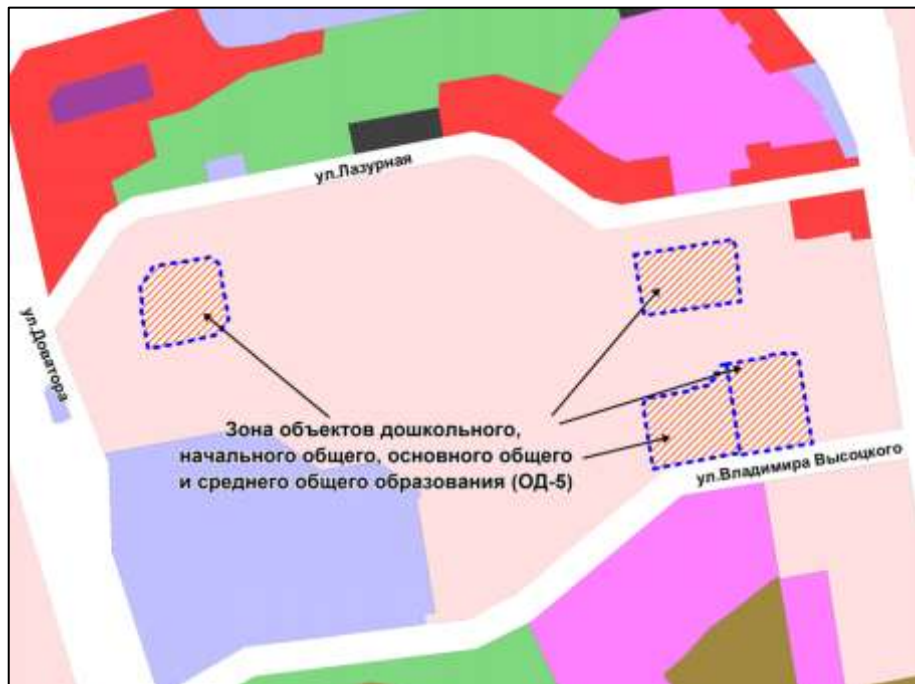 ул.Лазурная
ул.Доватора
Зона объектов дошкольного,
начального общего, основного общего
и среднего общего образования (ОД-5)
ул.Владимира Высоцкого